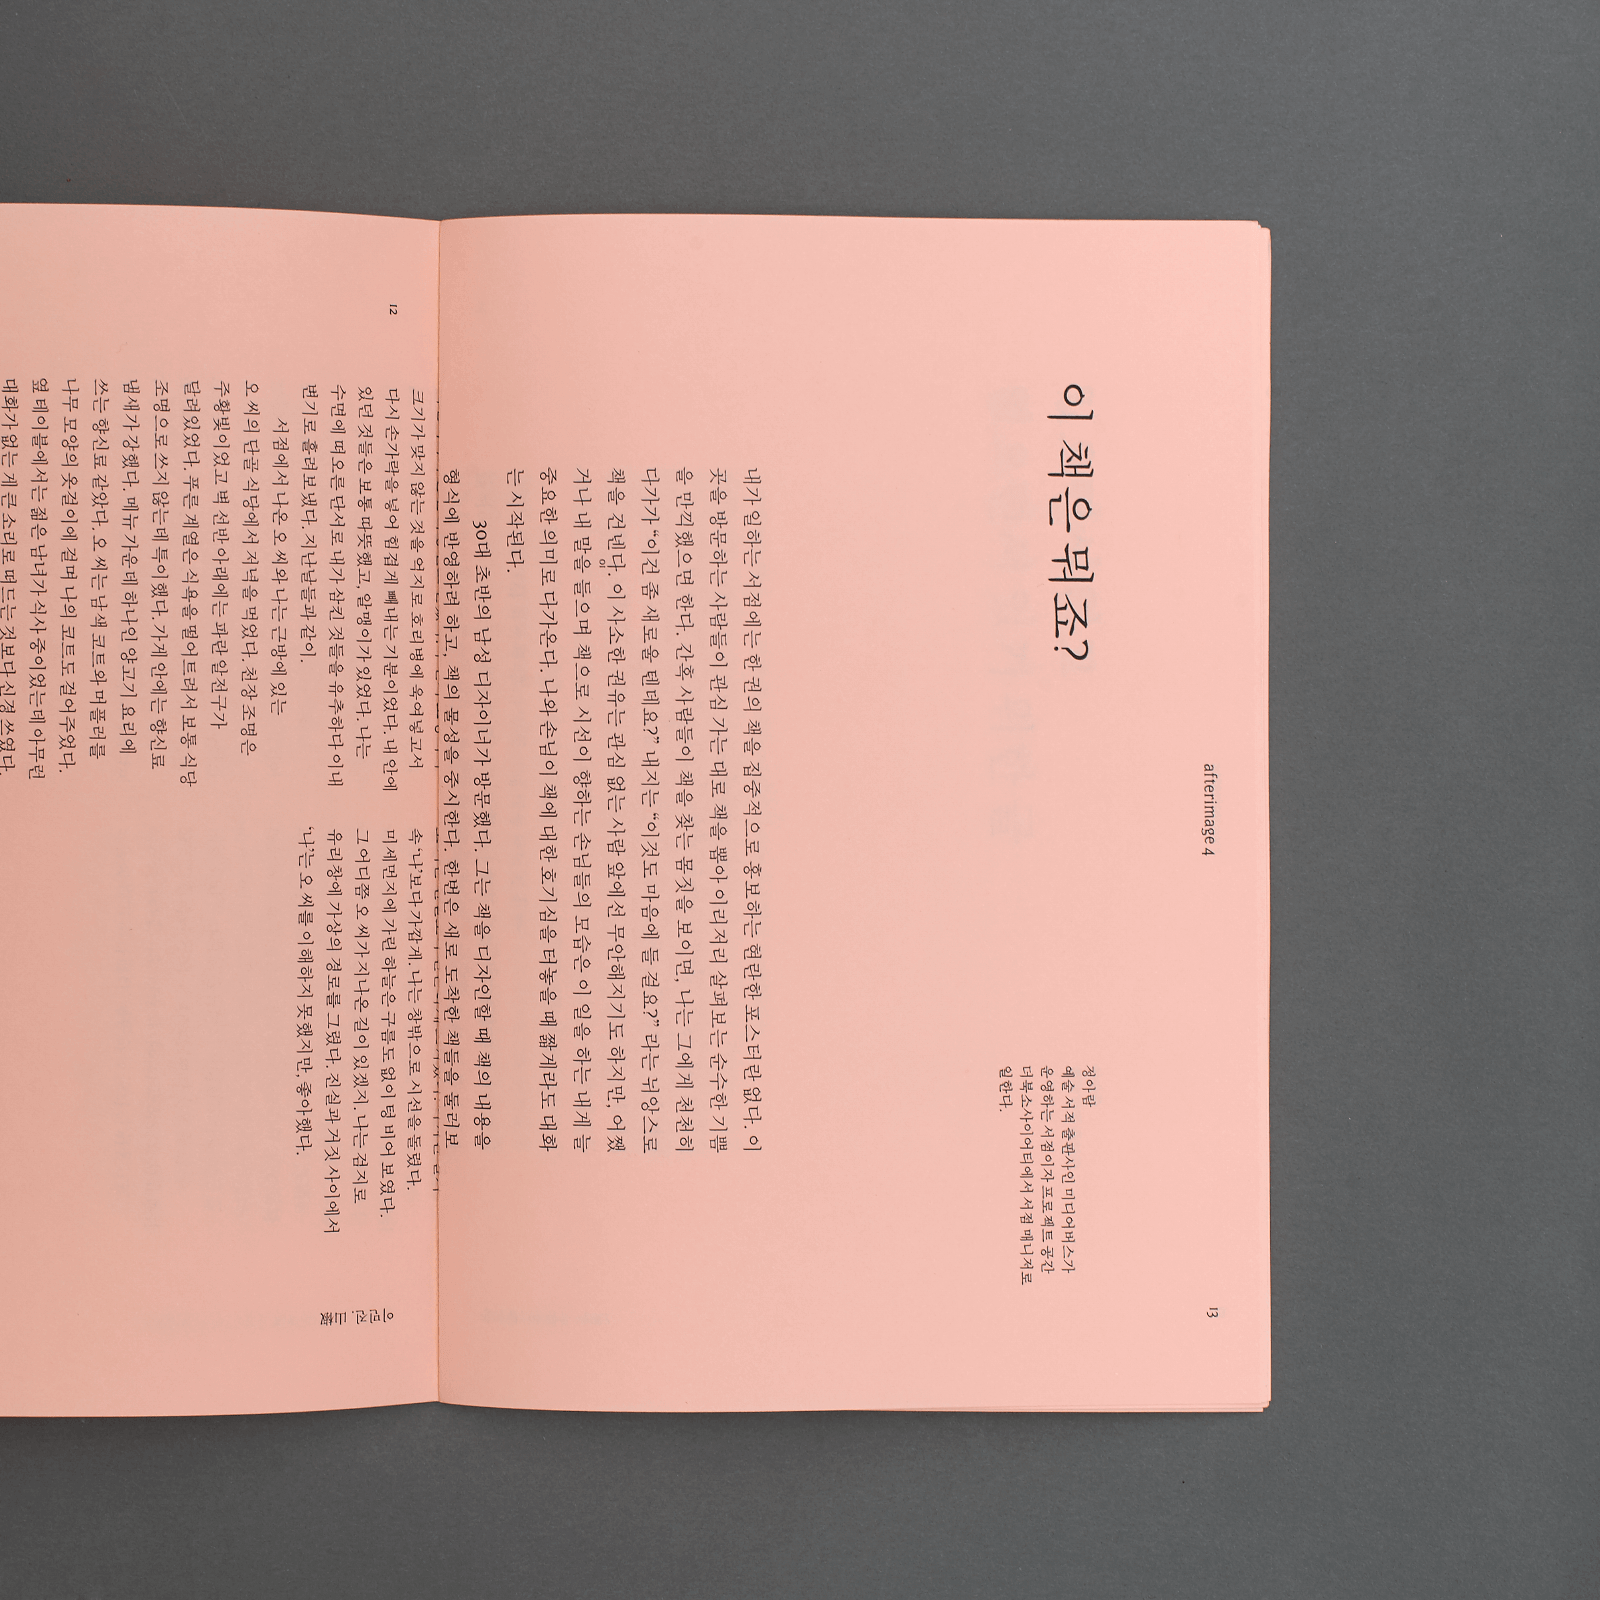 afterimage 4
13
이 책은 뭐죠?
정아람
예술 서적 출판사인 미디어버스가
운영하는 서점이자 프로젝트 공간
더북소사이어티에서 서점 매니저로
일한다.
내가 일하는 서점에는 한 권의 책을 집중적으로 홍보하는 현란한 포스터란 없다. 이
곳을 방문하는 사람들이 관심 가는 대로 책을 뽑아 이리저리 살펴보는 순수한 기쁨
을 만끽했으면 한다. 간혹 사람들이 책을 찾는 몸짓을 보이면, 나는 그에게 천천히
다가가 “이건 좀 새로울 텐데요?” 내지는 “이것도 마음에 들 걸요?” 라는 뉘앙스로
책을 건넨다. 이 사소한 권유는 관심 없는 사람 앞에선 무안해지기도 하지만, 어쨌
거나 내 말을 들으며 책으로 시선이 향하는 손님들의 모습은 이 일을 하는 내게 늘
중요한 의미로 다가온다. 나와 손님이 책에 대한 호기심을 터놓을 때 짧게라도 대화
는 시작된다.
30대 초반의 남성 디자이너가 방문했다. 그는 책을 디자인할 때 책의 내용을
형식에 반영하려 하고, 책의 물성을 중시한다. 한번은 새로 도착한 책들을 둘러보
12
크기가 맞지 않는 것을 억지로 호리병에 욱여넣고서
다시 손가락을 넣어 힘겹게 빼내는 기분이었다. 내 안에
있던 것들은 보통 따뜻했고, 알맹이가 있었다. 나는
수면에 떠오른 단서로 내가 삼킨 것들을 유추하다 이내
변기로 흘려보냈다. 지난날들과 같이.
서점에서 나온 오 씨와 나는 근방에 있는
오 씨의 단골 식당에서 저녁을 먹었다. 천장 조명은
주황빛이었고 벽 선반 아래에는 파란 알전구가
달려있었다. 푸른 계열은 식욕을 떨어트려서 보통 식당
조명으로 쓰지 않는데 특이했다. 가게 안에는 향신료
냄새가 강했다. 메뉴 가운데 하나인 양고기 요리에
쓰는 향신료 같았다. 오 씨는 남색 코트와 머플러를
나무 모양의 옷걸이에 걸며 나의 코트도 걸어주었다.
옆 테이블에서는 젊은 남녀가 식사 중이었는데 아무런
대화가 없는 게 큰 소리로 떠드는 것보다 신경 쓰였다.
속 ‘나’보다 가깝게. 나는 창밖으로 시선을 돌렸다.
미세먼지에 가린 하늘은 구름도 없이 텅 비어 보였다.
그 어디쯤 오 씨가 지나온 길이 있겠지. 나는 검지로
유리창에 가상의 경로를 그렸다. 진실과 거짓 사이에서
‘나’는 오 씨를 이해하지 못했지만, 좋아했다.